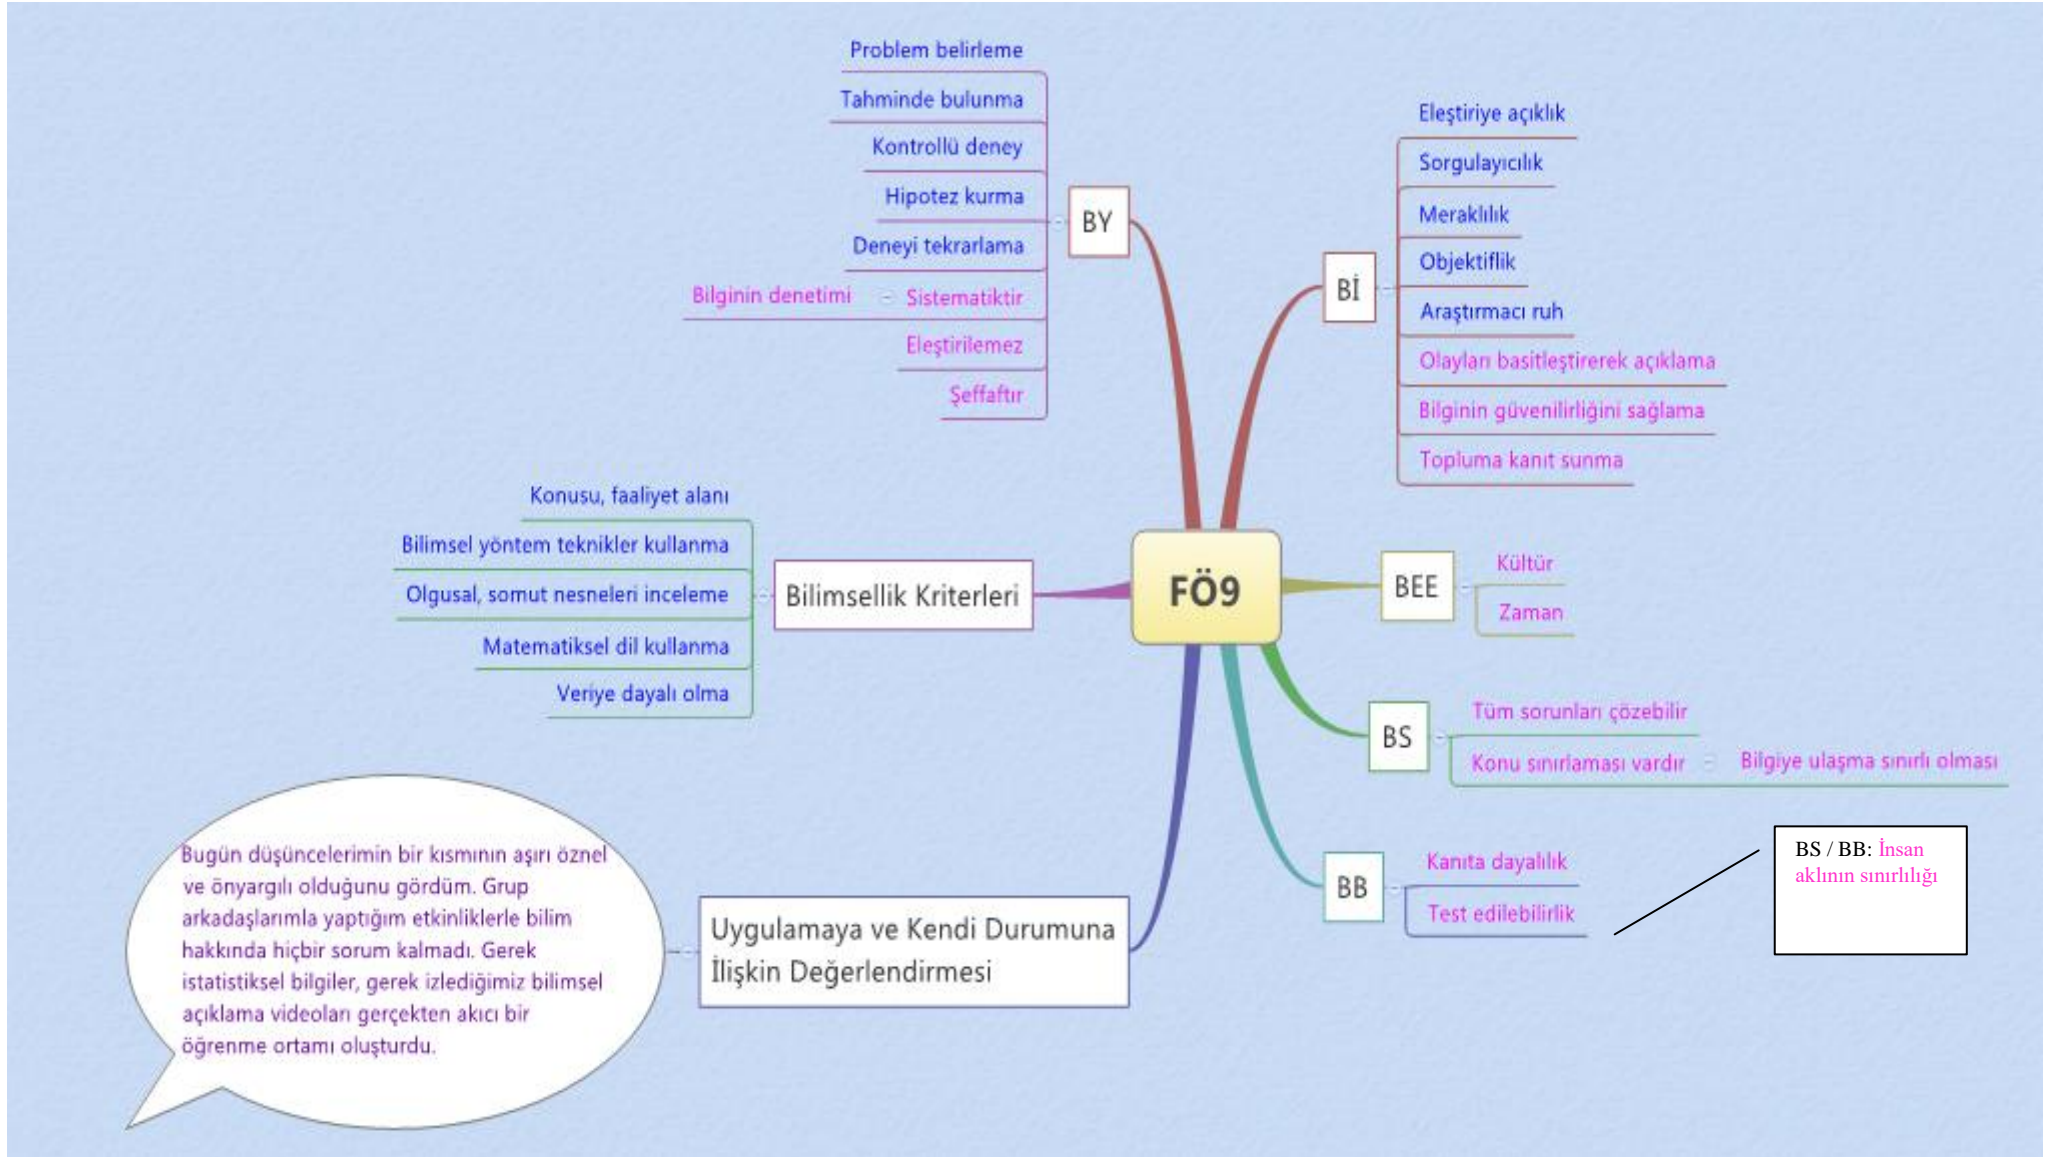 Problem belirleme
Tahminde bulunma
Kontrollü deney
Hipotez kurma
Deneyi tekrarlama
Bilginin denetimi
Sistematiktir
Eleştirilemez
Şeffaftır
BY
Eleştiriye açıklık
Sorgulayıcılık
Meraklılık
Objektiflik
Araştırmacı ruh
Olayları basitleştirerek açıklama
Bilginin güvenilirliğini sağlama
Topluma kanıt sunma
Bİ
Konusu, faaliyet alanı
Bilimsel yöntem teknikler kullanma
Olgusal, somut nesneleri inceleme
Matematiksel dil kullanma
Veriye dayalı olma
Bilimsellik Kriterleri
FÖ9
BEE
Kültür
Zaman
BS
Tüm sorunları çözebilir
Konu sınırlaması vardır
Bilgiye ulaşma sınırlı olması
BB
Kanıta dayalılık
Test edilebilirlik
BS / BB: İnsan
aklının sınırlılığı
Bugün düşüncelerimin bir kısmının aşırı öznel
ve önyargılı olduğunu gördüm. Grup
arkadaşlarımla yaptığım etkinliklerle bilim
hakkında hiçbir sorum kalmadı. Gerek
istatistiksel bilgiler, gerek izlediğimiz bilimsel
açıklama videoları gerçekten akıcı bir
öğrenme ortamı oluşturdu.
Uygulamaya ve Kendi Durumuna
İlişkin Değerlendirmesi